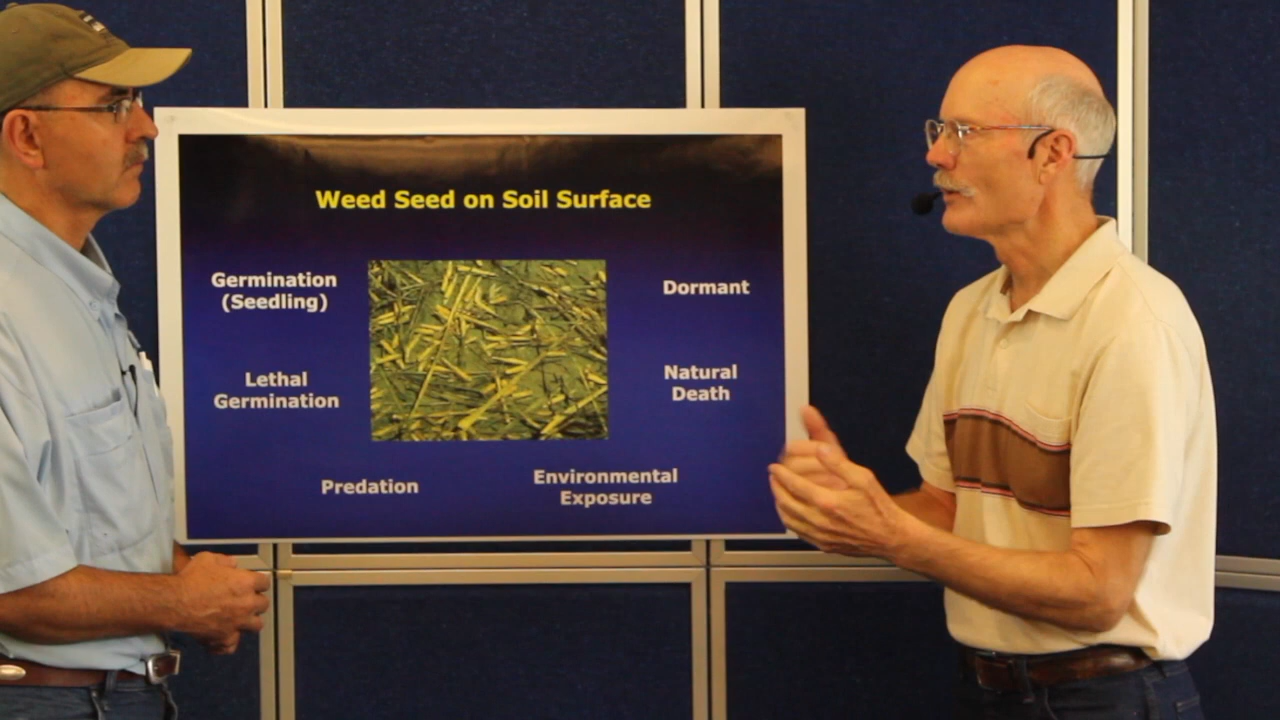 Weed Seed on Soil Surface
Germination
(Seedling)
Dormant
Lethal
Germination
Natural
Death
Predation
Environmental
Exposure